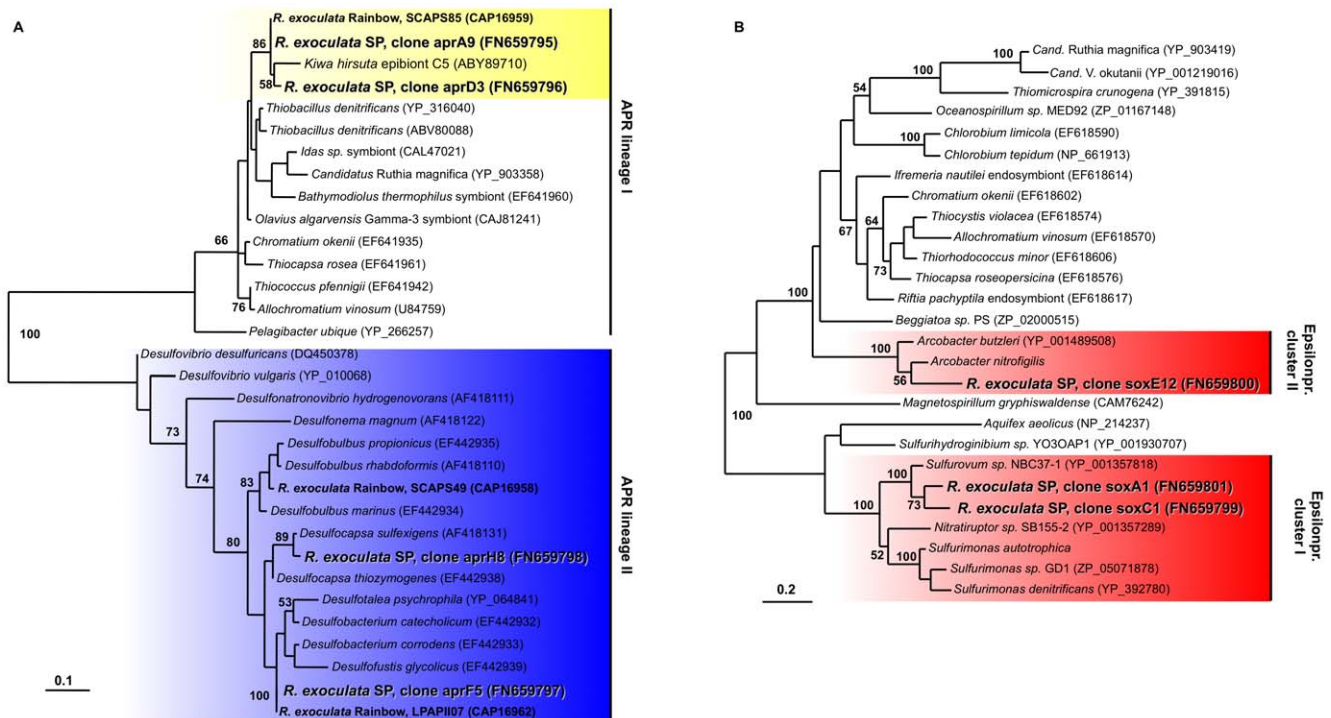 A
R. exoculata Rainbow, SCAPS85 (CAP16959)
86
R. exoculata SP, clone aprA9 (FN659795)
Kiwa hirsuta epibiont C5 (ABY89710)
58
R. exoculata SP, clone aprD3 (FN659796)
Thiobacillus denitrificans (YP_316040)
Thiobacillus denitrificans (ABV80088)
Idas sp. symbiont (CAL47021)
Candidatus Ruthia magnifica (YP_903358)
Bathymodiolus thermophilus symbiont (EF641960)
Olavius algarvensis Gamma-3 symbiont (CAJ81241)
66
Chromatium okenii (EF641935)
Thiocapsa rosea (EF641961)
Thiococcus pfennigii (EF641942)
76
Allochromatium vinosum (U84759)
100
Pelagibacter ubique (YP_266257)
APR lineage I
Desulfovibrio desulfuricans (DQ450378)
Desulfovibrio vulgaris (YP_010068)
Desulfonatronovibrio hydrogenovorans (AF418111)
73
Desulfonema magnum (AF418122)
Desulfobulbus propionicus (EF442935)
74
Desulfobulbus rhabdoformis (AF418110)
83
R. exoculata Rainbow, SCAPS49 (CAP16958)
Desulfobulbus marinus (EF442934)
Desulfocapsa sulfexigens (AF418131)
89
80
R. exoculata SP, clone aprH8 (FN659798)
Desulfocapsa thiozymogenes (EF442938)
Desulfotalea psychrophila (YP_064841)
53
Desulfobacterium catecholicum (EF442932)
Desulfobacterium corrodens (EF442933)
Desulfofustis glycolicus (EF442939)
R. exoculata SP, clone aprF5 (FN659797)
100
R. exoculata Rainbow, LPAPII07 (CAP16962)
APR lineage II
0.1
B
Cand. Ruthia magnifica (YP_903419)
100
Cand. V. okutanii (YP_001219016)
100
Thiomicrospira crunogena (YP_391815)
54
Oceanospirillum sp. MED92 (ZP_01167148)
Chlorobium limicola (EF618590)
100
Chlorobium tepidum (NP_661913)
Ifremeria nautilei endosymbiont (EF618614)
Chromatium okenii (EF618602)
64
Thiocystis violacea (EF618574)
67
Allochromatium vinosum (EF618570)
Thiorhodococcus minor (EF618606)
73
Thiocapsa roseopersicina (EF618576)
100
Riftia pachyptila endosymbiont (EF618617)
Beggiatoa sp. PS (ZP_02000515)
Arcobacter butzleri (YP_001489508)
100
Arcobacter nitrofigilis
56
R. exoculata SP, clone soxE12 (FN659800)
Epsilonpr.
cluster II
Magnetospirillum gryphiswaldense (CAM76242)
100
Aquifex aeolicus (NP_214237)
Sulfurihydroginibium sp. YO3OAP1 (YP_001930707)
Sulfurovum sp. NBC37-1 (YP_001357818)
100
R. exoculata SP, clone soxA1 (FN659801)
100
73
R. exoculata SP, clone soxC1 (FN659799)
Nitratiruptor sp. SB155-2 (YP_001357289)
52
Sulfurimonas autotrophica
100
Sulfurimonas sp. GD1 (ZP_05071878)
Sulfurimonas denitrificans (YP_392780)
Epsilonpr.
cluster I
0.2